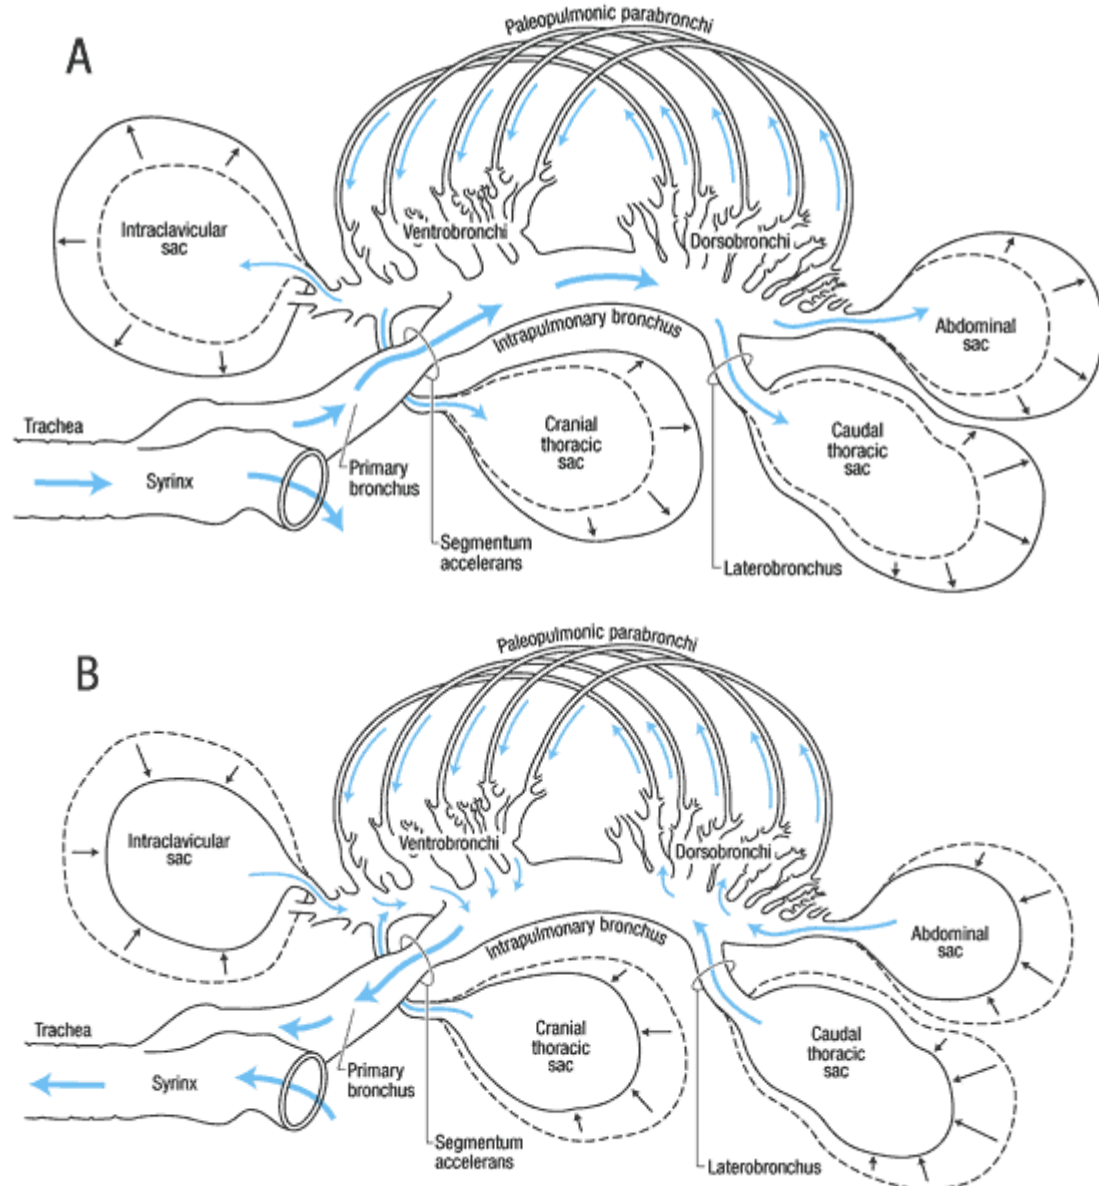 A
Paleopulmonic parabronchi
Intraclavicular
sac
Ventrobronchi
Dorsobronchi
Abdominal
sac
Intrapulmonary bronchus
Trachea
Syrinx
Primary
bronchus
Cranial
thoracic
sac
Caudal
thoracic
sac
Segmentum
accelerans
Laterobronchus
B
Paleopulmonic parabronchi
Intraclavicular
sac
Ventrobronchi
Dorsobronchi
Abdominal
sac
Intrapulmonary bronchus
Trachea
Syrinx
Primary
bronchus
Cranial
thoracic
sac
Caudal
thoracic
sac
Segmentum
accelerans
Laterobronchus